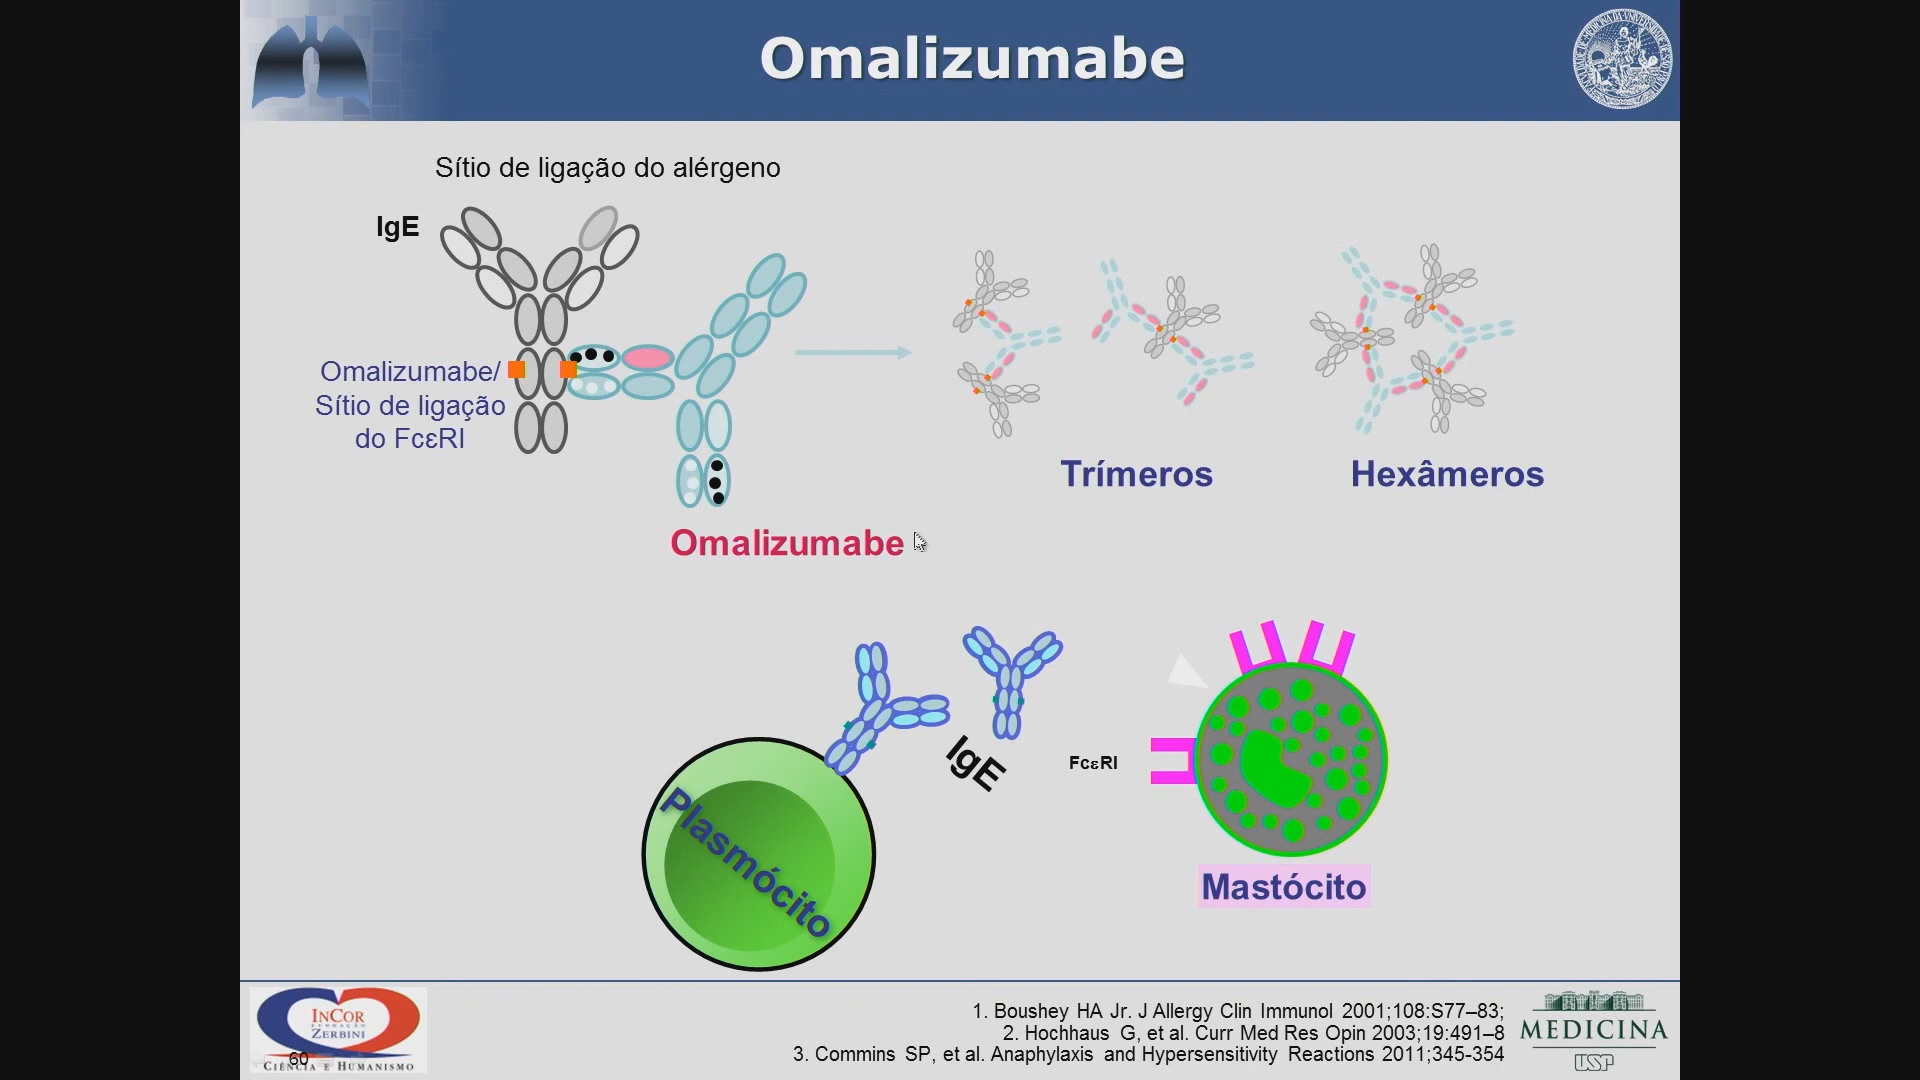 Omalizumabe
Sítio de ligação do alérgeno
IgE
Omalizumabe/
Sítio de ligação
do FcεRI
Trímeros
Hexâmeros
Omalizumabe
IgE
FcεRI
Plasmócito
Mastócito
INCOR
FUNDAÇÃO
ZERBINI
60
CIÊNCIA E HUMANISMO
1. Boushey HA Jr. J Allergy Clin Immunol 2001;108:S77–83;
2. Hochhaus G, et al. Curr Med Res Opin 2003;19:491–8
3. Commins SP, et al. Anaphylaxis and Hypersensitivity Reactions 2011;345-354
MEDICINA
USP